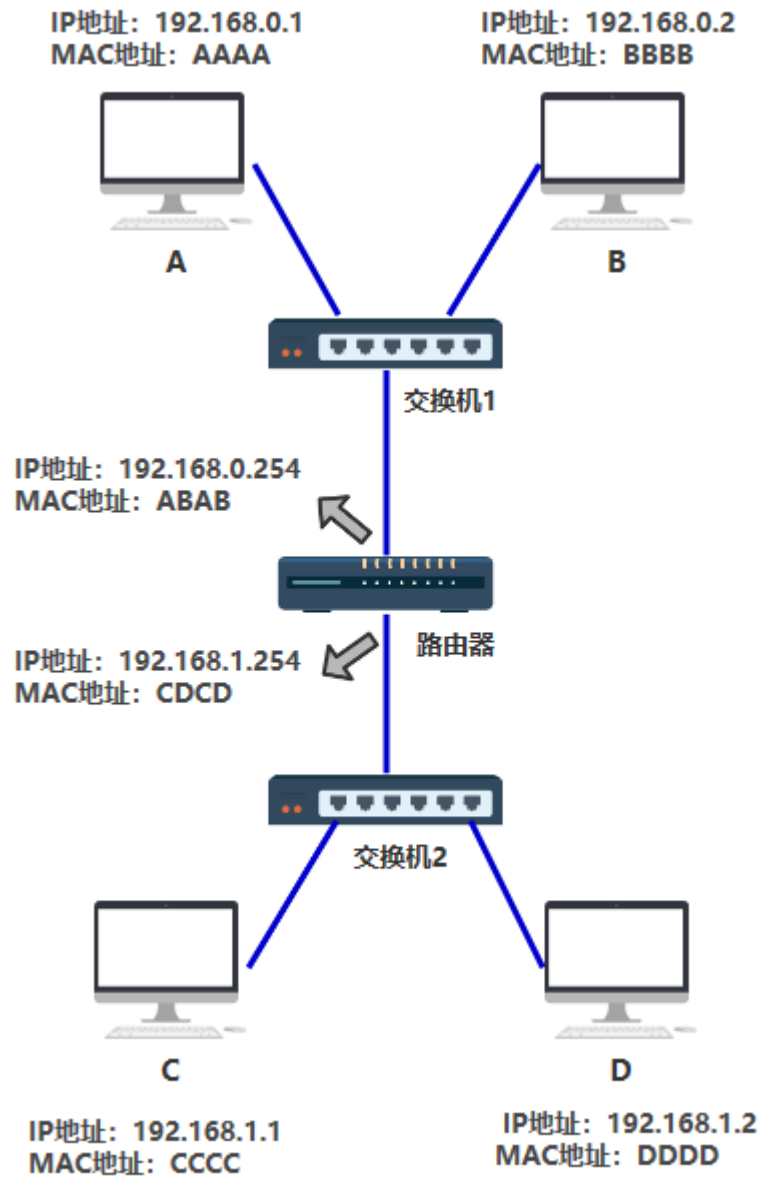 IP地址：192.168.0.1
MAC地址：AAAA
IP地址：192.168.0.2
MAC地址：BBBB
A
B
交换机1
IP地址：192.168.0.254
MAC地址：ABAB
路由器
IP地址：192.168.1.254
MAC地址：CDCD
交换机2
C
D
IP地址：192.168.1.1
MAC地址：CCCC
IP地址：192.168.1.2
MAC地址：DDDD